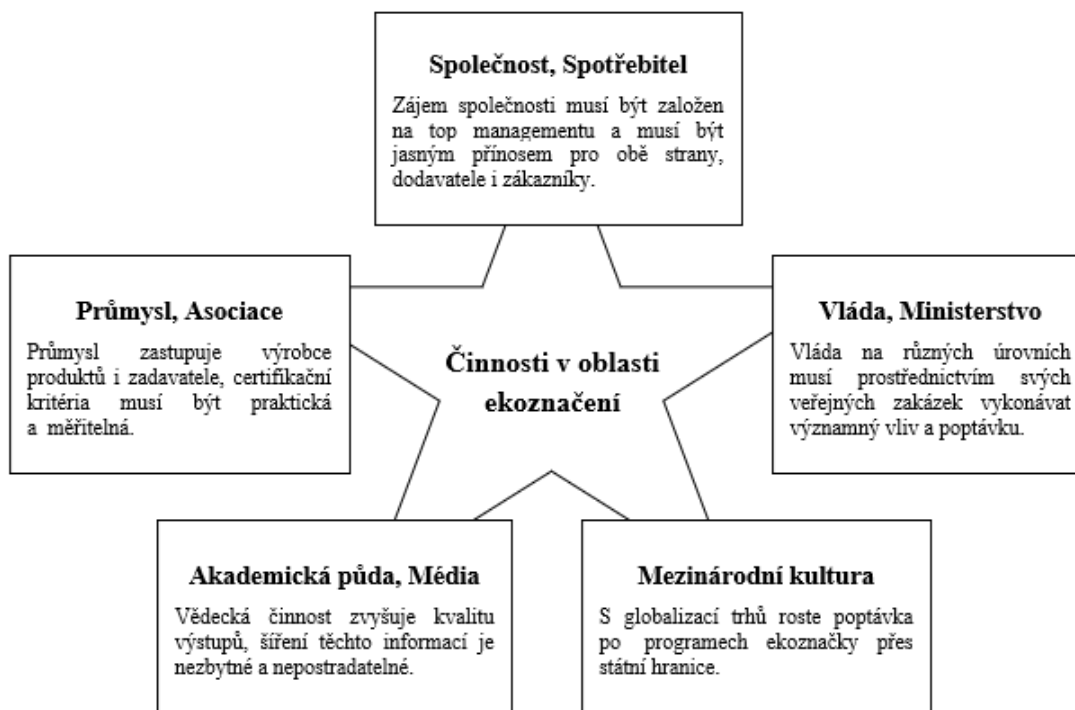 Společnost, Spotřebitel
Zájem společnosti musí být založen
na top managementu a musí být
jasným přínosem pro obě strany,
dodavatele i zákazníky.
Průmysl, Asociace
Průmysl zastupuje výrobce
produktů i zadavatele, certifikační
kritéria musí být praktická
a měřitelná.
Činnosti v oblasti
ekoznačení
Vláda, Ministerstvo
Vláda na různých úrovních
musí prostřednictvím svých
veřejných zakázek vykonávat
významný vliv a poptávku.
Akademická půda, Média
Vědecká činnost zvyšuje kvalitu
výstupů, šíření těchto informací je
nezbytné a nepostradatelné.
Mezinárodní kultura
S globalizací trhů roste poptávka
po programech ekoznačky přes
státní hranice.